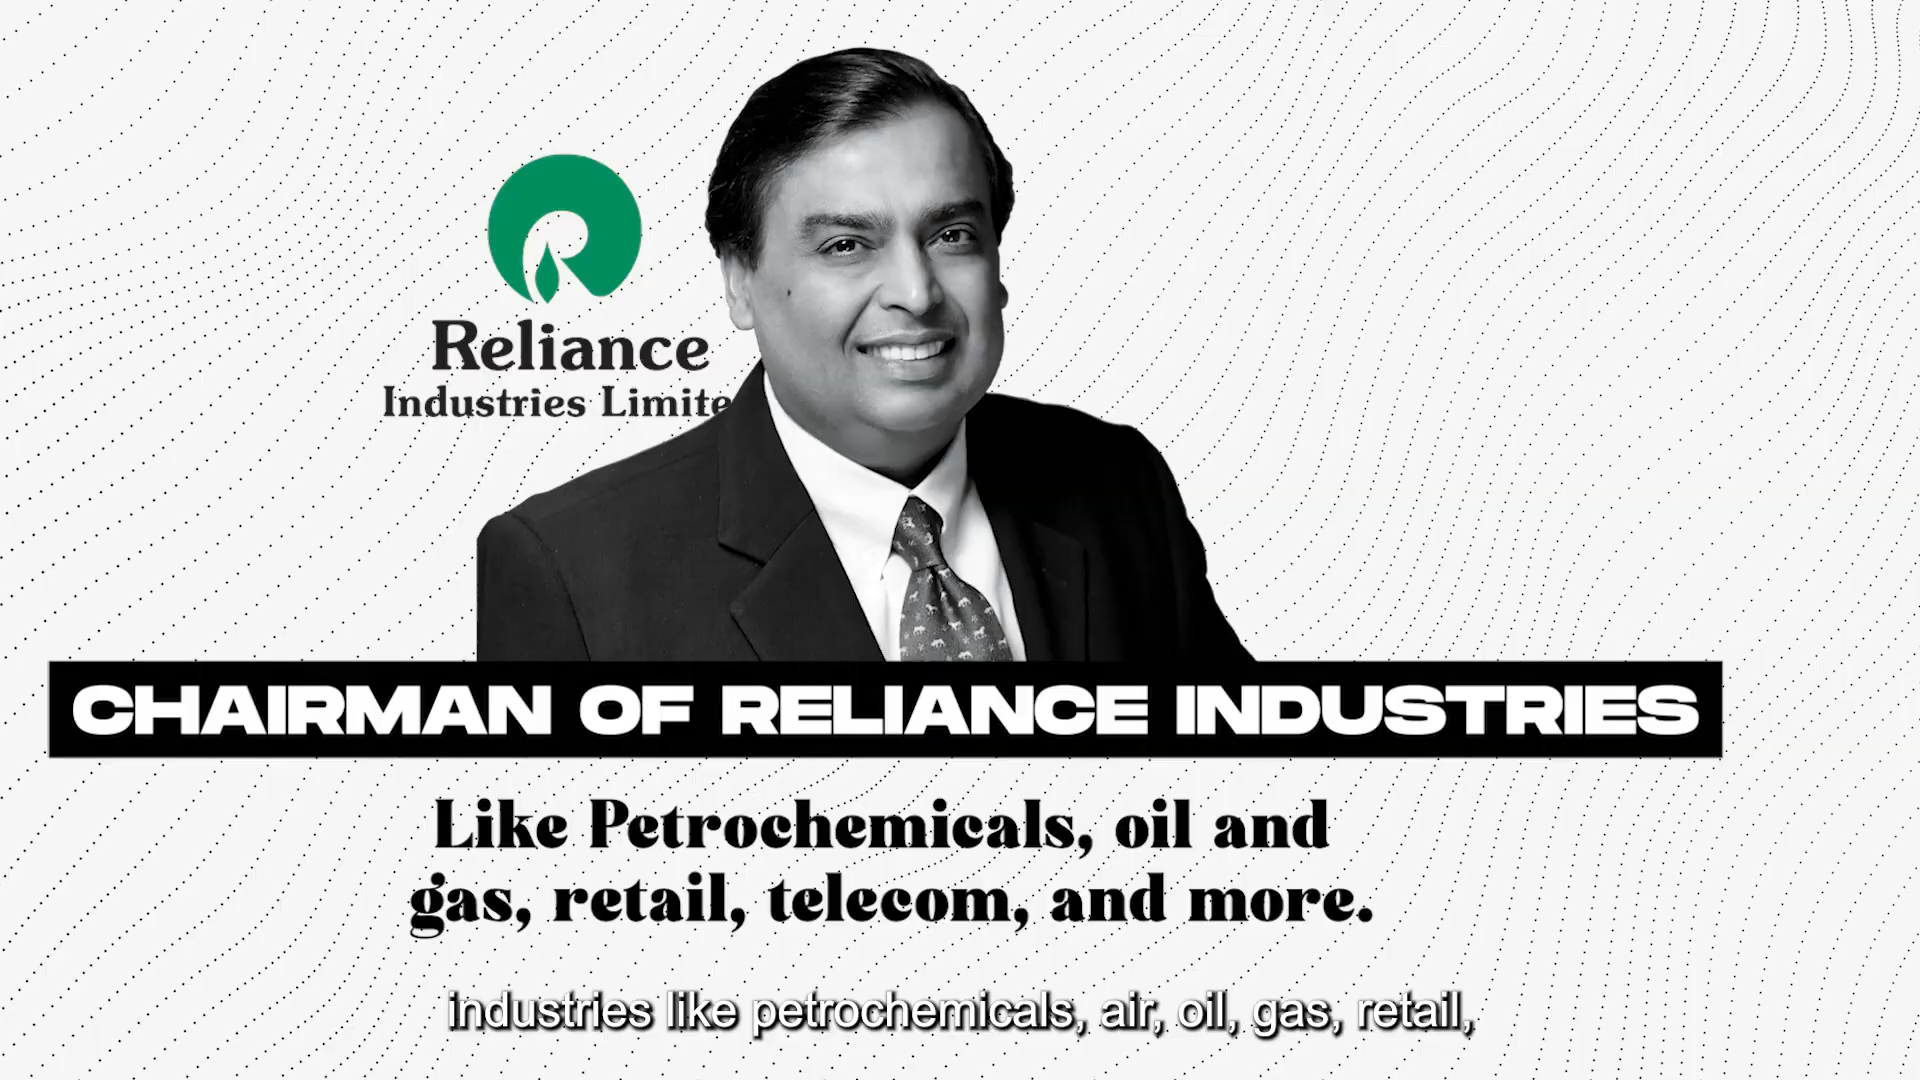 Reliance
Industries Limite
CHAIRMAN OF RELIANCE INDUSTRIES
Like Petrochemicals, oil and
gas, retail, telecom, and more.
industries like petrochemicals, air, oil, gas, retail,